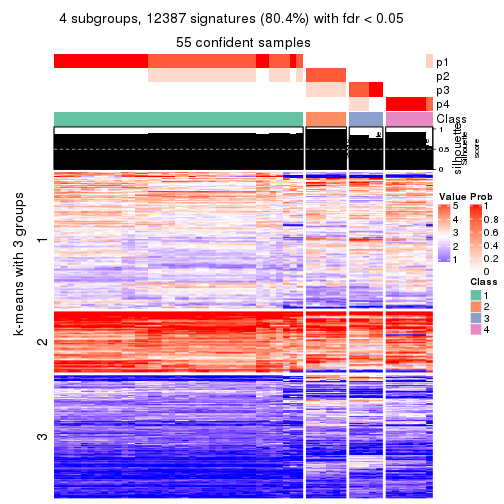 4 subgroups, 12387 signatures (80.4%) with fdr < 0.05
55 confident samples
p1
p2
p3
p4
Class
silhouette
Silhouette
score
1
0.5
0
k-means with 3 groups
1
2
3
Value
5
4
3
2
1
Prob
1
0.8
0.6
0.4
0.2
0
Class
1
2
3
4